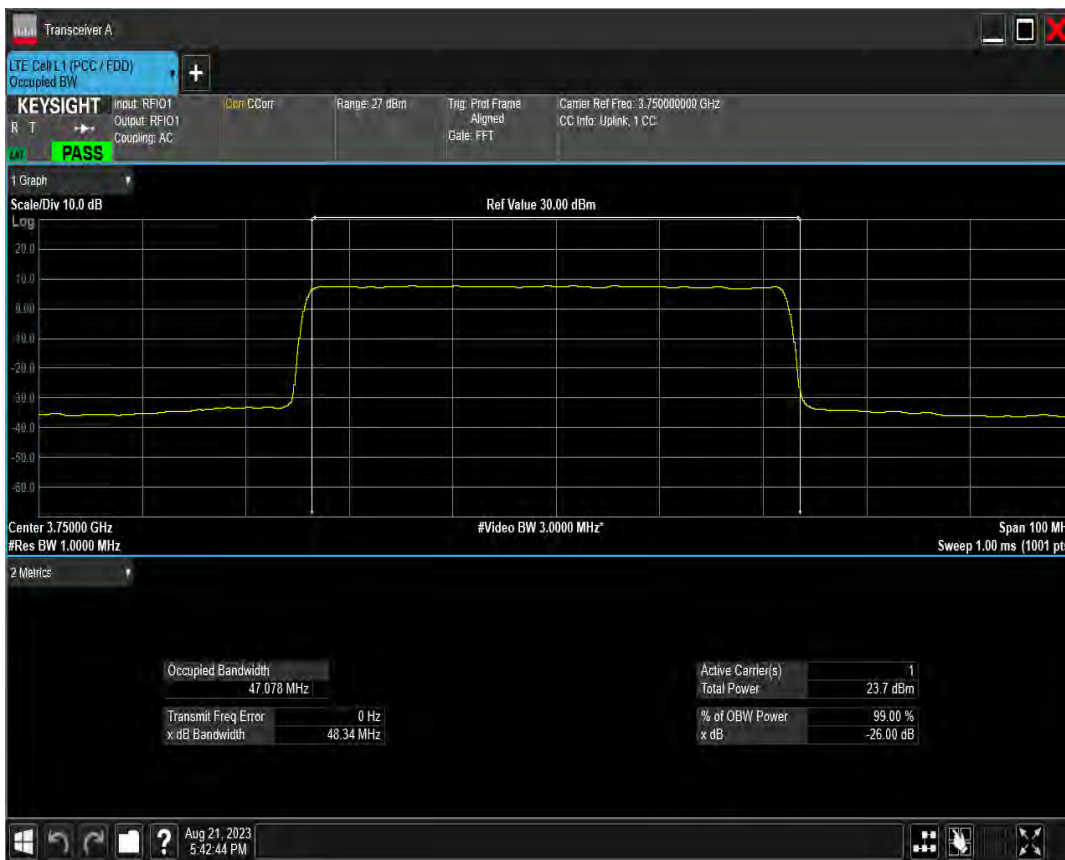 Transceiver A
LTE Cell L1 (PCC / FDD)
Occupied BW
+
KEYSIGHT
R T
PASS
Input: RFIO1
Output: RFIO1
Coupling: AC
Corr CCorr
Range: 27 dBm
Trig: Prot Frame
Aligned
Gate: FFT
Carrier Ref Freq: 3.750000000 GHz
CC Info: Uplink, 1 CC
1 Graph
Scale/Div 10.0 dB
Ref Value 30.00 dBm
Log
20.0
10.0
0.00
-10.0
-20.0
-30.0
-40.0
-50.0
-60.0
Center 3.75000 GHz
#Video BW 3.0000 MHz*
Span 100 MH
#Res BW 1.0000 MHz
Sweep 1.00 ms (1001 pt
2 Metrics
Occupied Bandwidth
47.078 MHz
Transmit Freq Error 0 Hz
x dB Bandwidth 48.34 MHz
Active Carrier(s) 1
Total Power 23.7 dBm
% of OBW Power 99.00 %
x dB -26.00 dB
?
Aug 21, 2023
5:42:44 PM